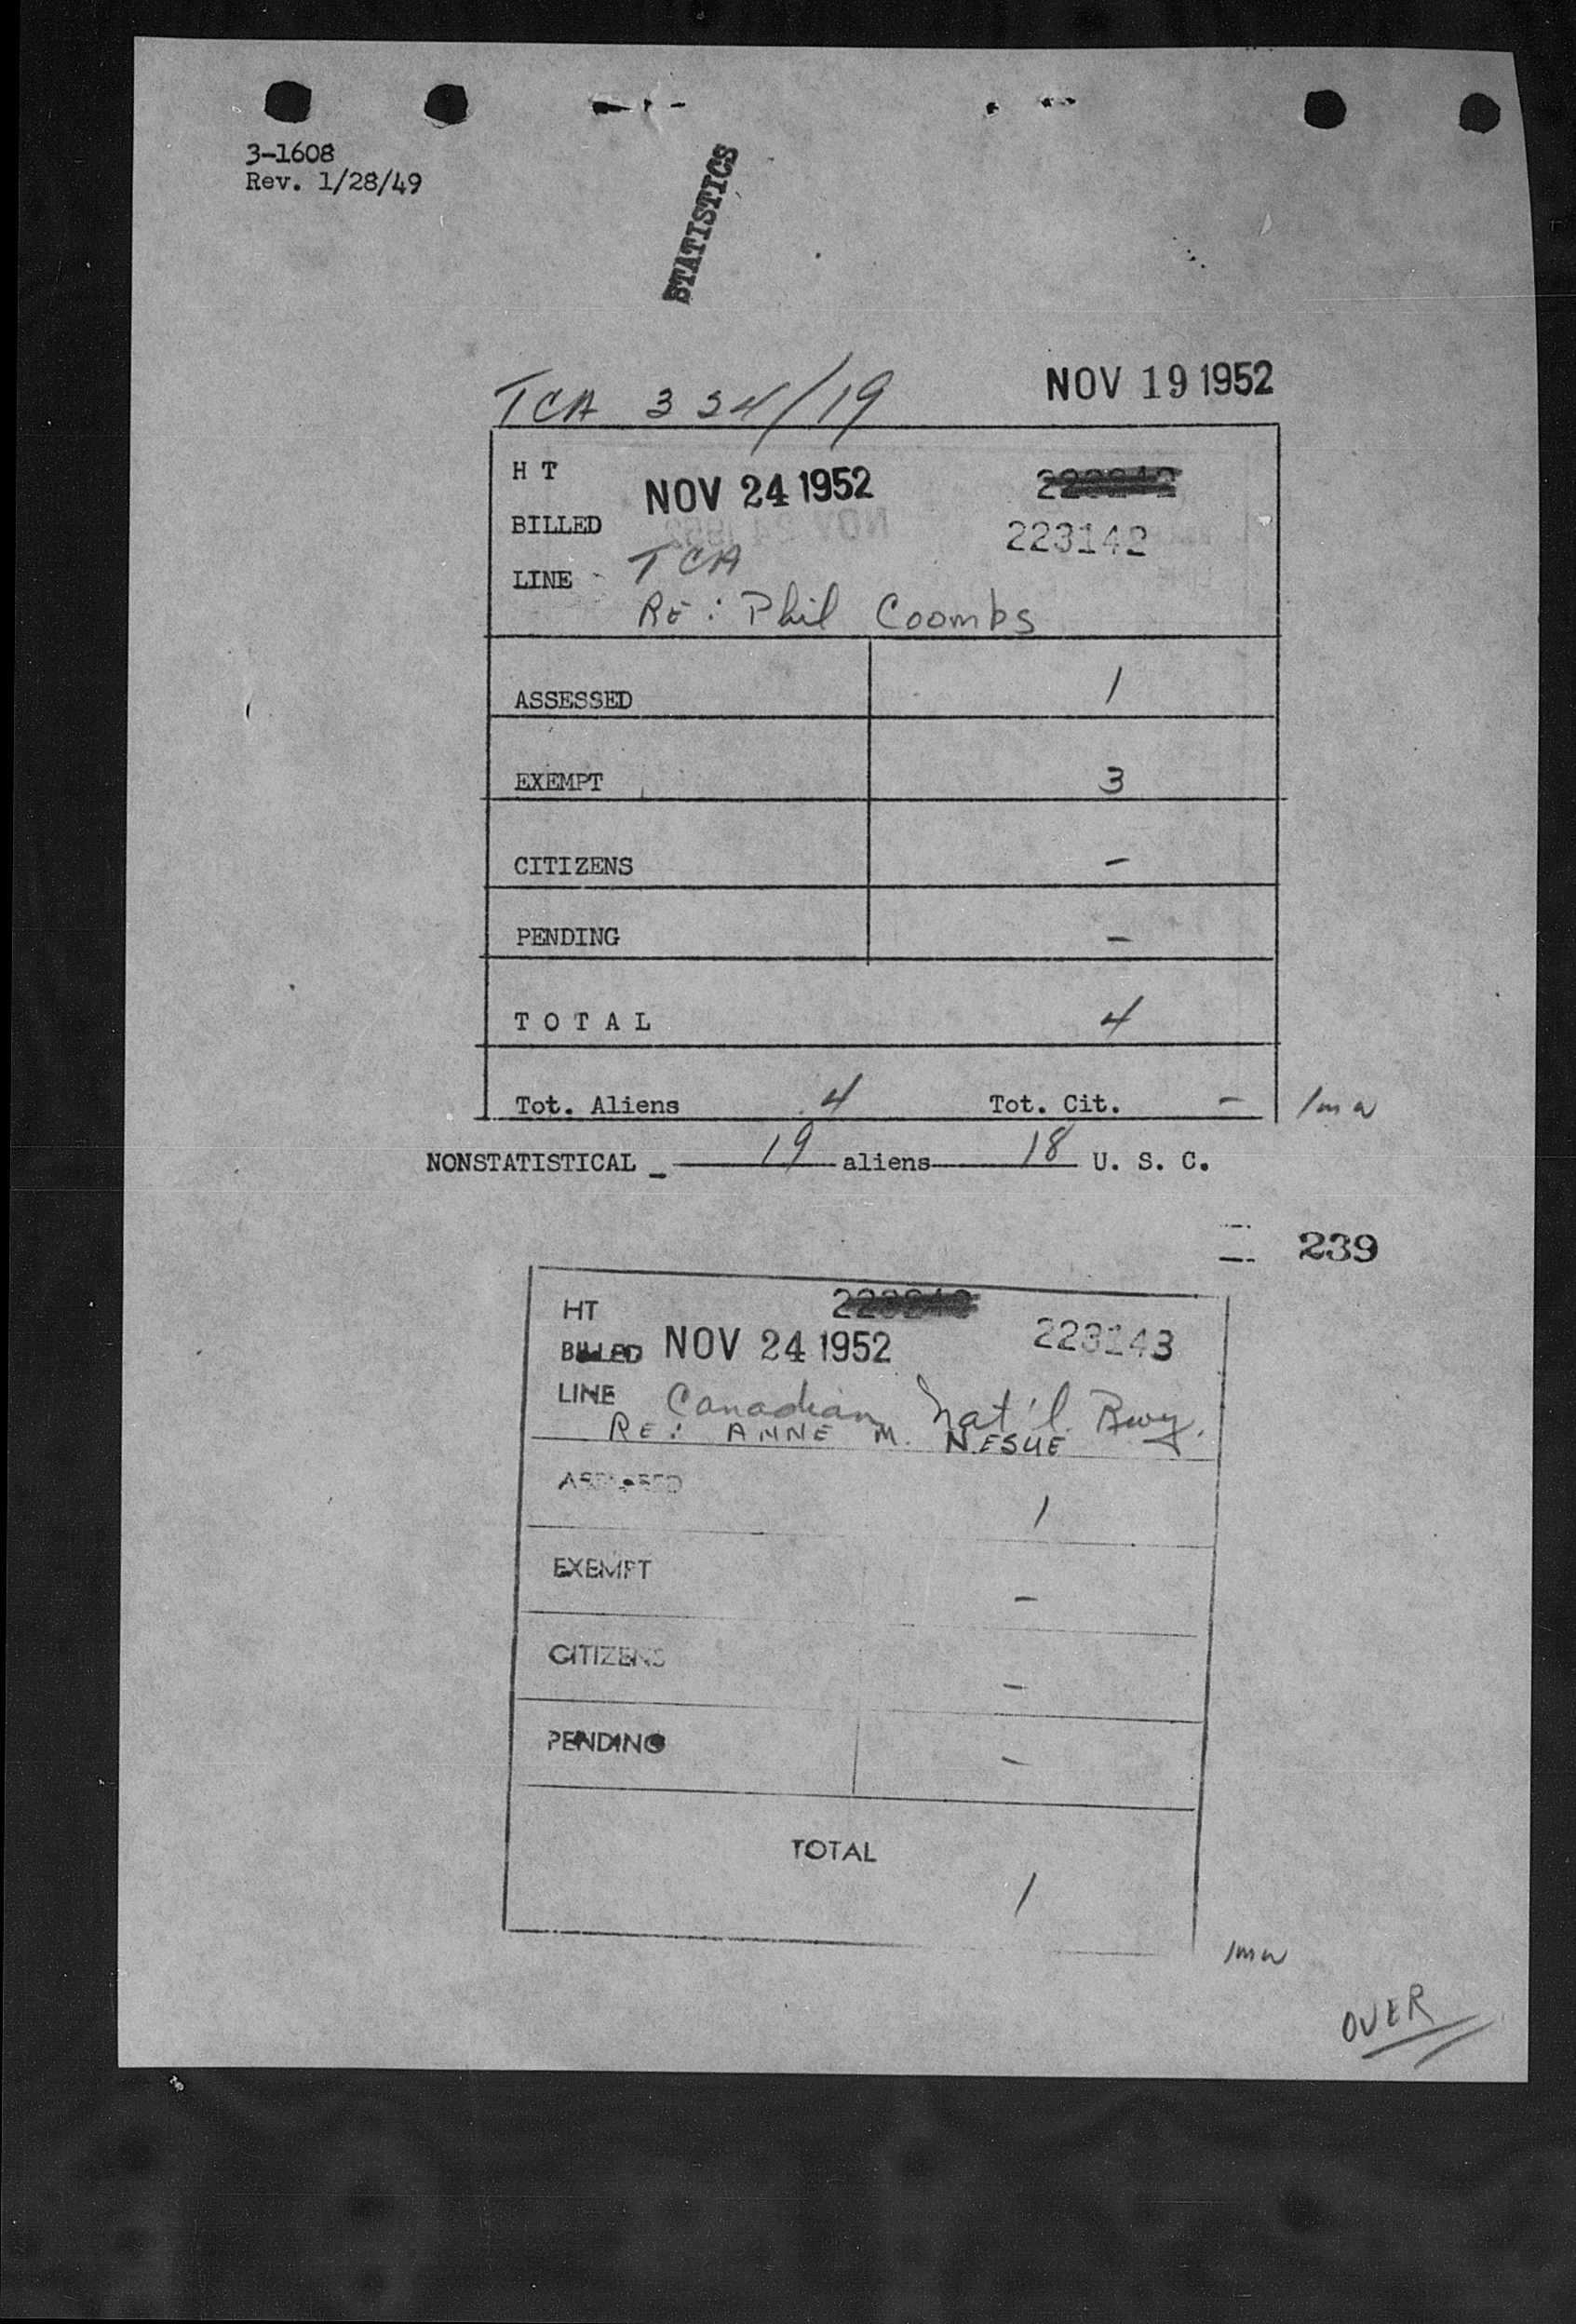 3-1608
Rev. 1/28/49
STATISTICS
TCA 334/19
NOV 19 1952
H T
NOV 24 1952
BILLED
223142
LINE TCA
RE: Phil Coombs
ASSESSED 1
EXEMPT 3
CITIZENS -
PENDING -
T O T A L 4
Tot. Aliens 4 Tot. Cit. -
NONSTATISTICAL 19 aliens 18 U. S. C.
239
HT
BILLED NOV 24 1952 223143
LINE Canadian Nat'l. Rwy.
RE: ANNE M.
ASSESSED 1
EXEMPT -
CITIZENS -
PENDING -
TOTAL
1
OVER